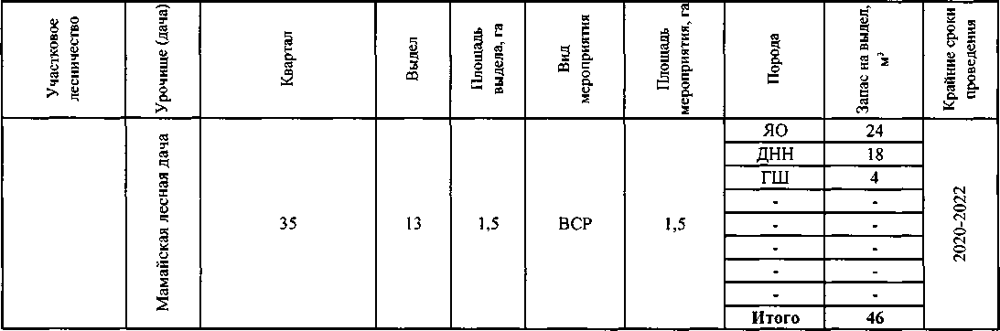 Участковое
лесничество
Урочище (дача)
Квартал
Выдел
Площадь
выдела, га
Вид
мероприятия
Площадь
мероприятия, га
Порода
Запас на выдел,
м³
Крайние сроки
проведения
Мамайская лесная дача
35
13
1,5
ВСР
1,5
ЯО 24
ДНН 18
ГШ 4
- -
- -
- -
- -
- -
Итого 46
2020-2022